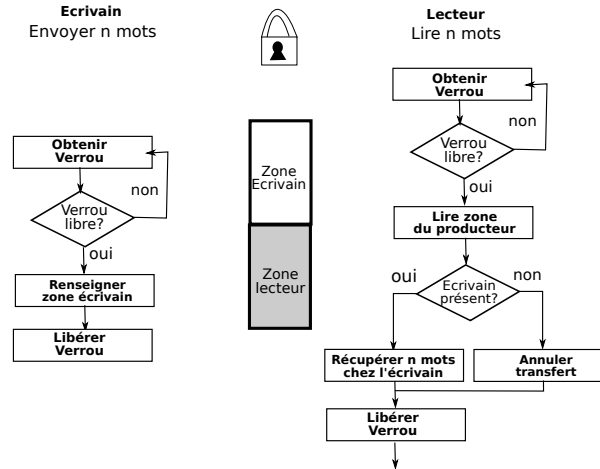 Ecrivain
Envoyer n mots
Obtenir
Verrou
non
Verrou
libre?
oui
Renseigner
zone écrivain
Libérer
Verrou
Zone
Ecrivain
Zone
lecteur
Lecteur
Lire n mots
Obtenir
Verrou
non
Verrou
libre?
oui
Lire zone
du producteur
oui
non
Ecrivain
présent?
Récupérer n mots
chez l'écrivain
Annuler
transfert
Libérer
Verrou